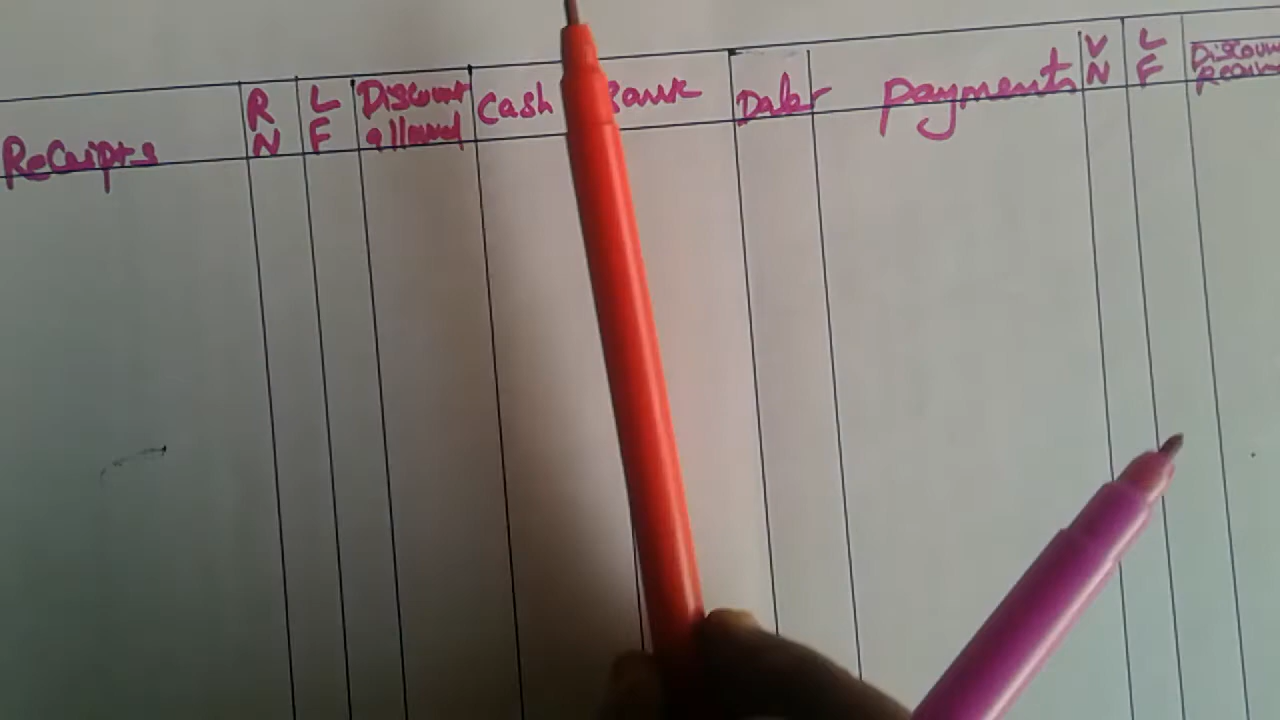 Receipts
R N
L F
Discount allowed
Cash
Bank
Date
Payments
V N
L F